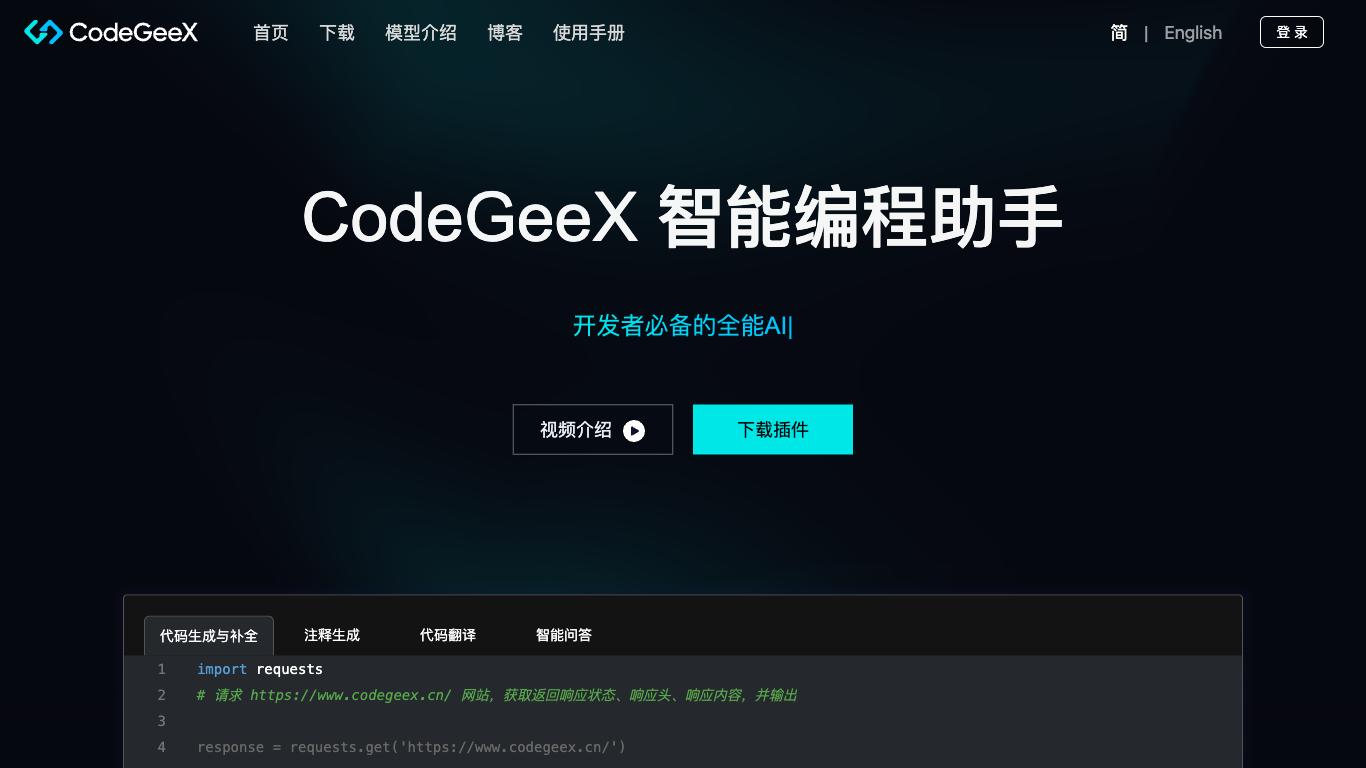 CodeGeeX 首页 下载 模型介绍 博客 使用手册 简 | English 登 录
CodeGeeX 智能编程助手
开发者必备的全能AI|
视频介绍 下载插件
代码生成与补全 注释生成 代码翻译 智能问答
1 import requests
2 # 请求 https://www.codegeex.cn/ 网站，获取返回响应状态、响应头、响应内容，并输出
3
4 response = requests.get('https://www.codegeex.cn/')